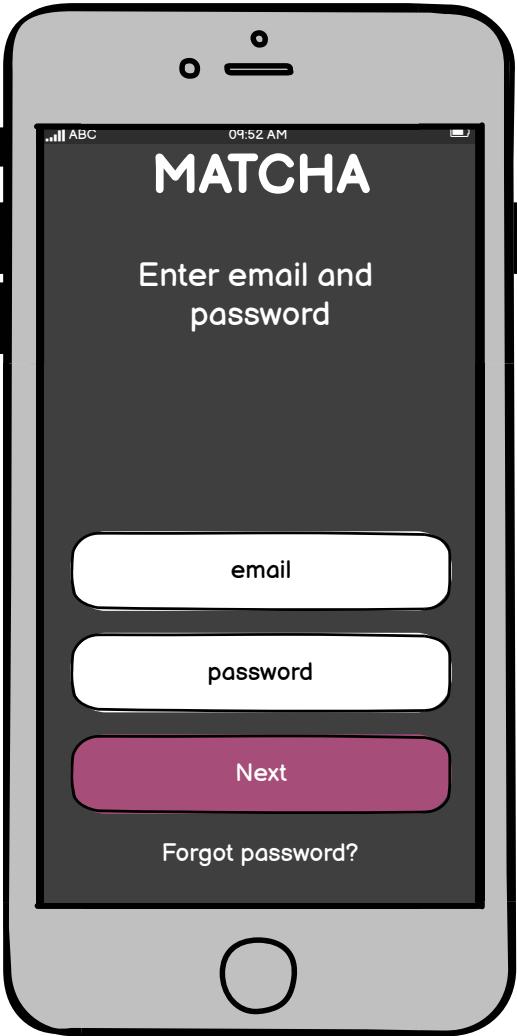 ABC 09:52 AM
MATCHA
Enter email and
password
email
password
Next
Forgot password?